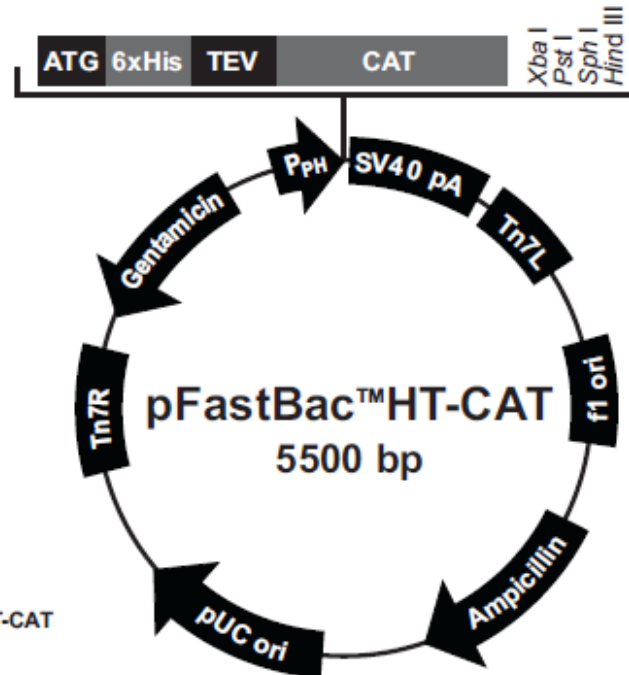 ATG 6xHis TEV CAT
Xba I
Pst I
Sph I
Hind III
PPH
SV40 pA
Tn7L
f1 ori
Ampicillin
pUC ori
Tn7R
Gentamicin
pFastBac™HT-CAT
5500 bp
T-CAT